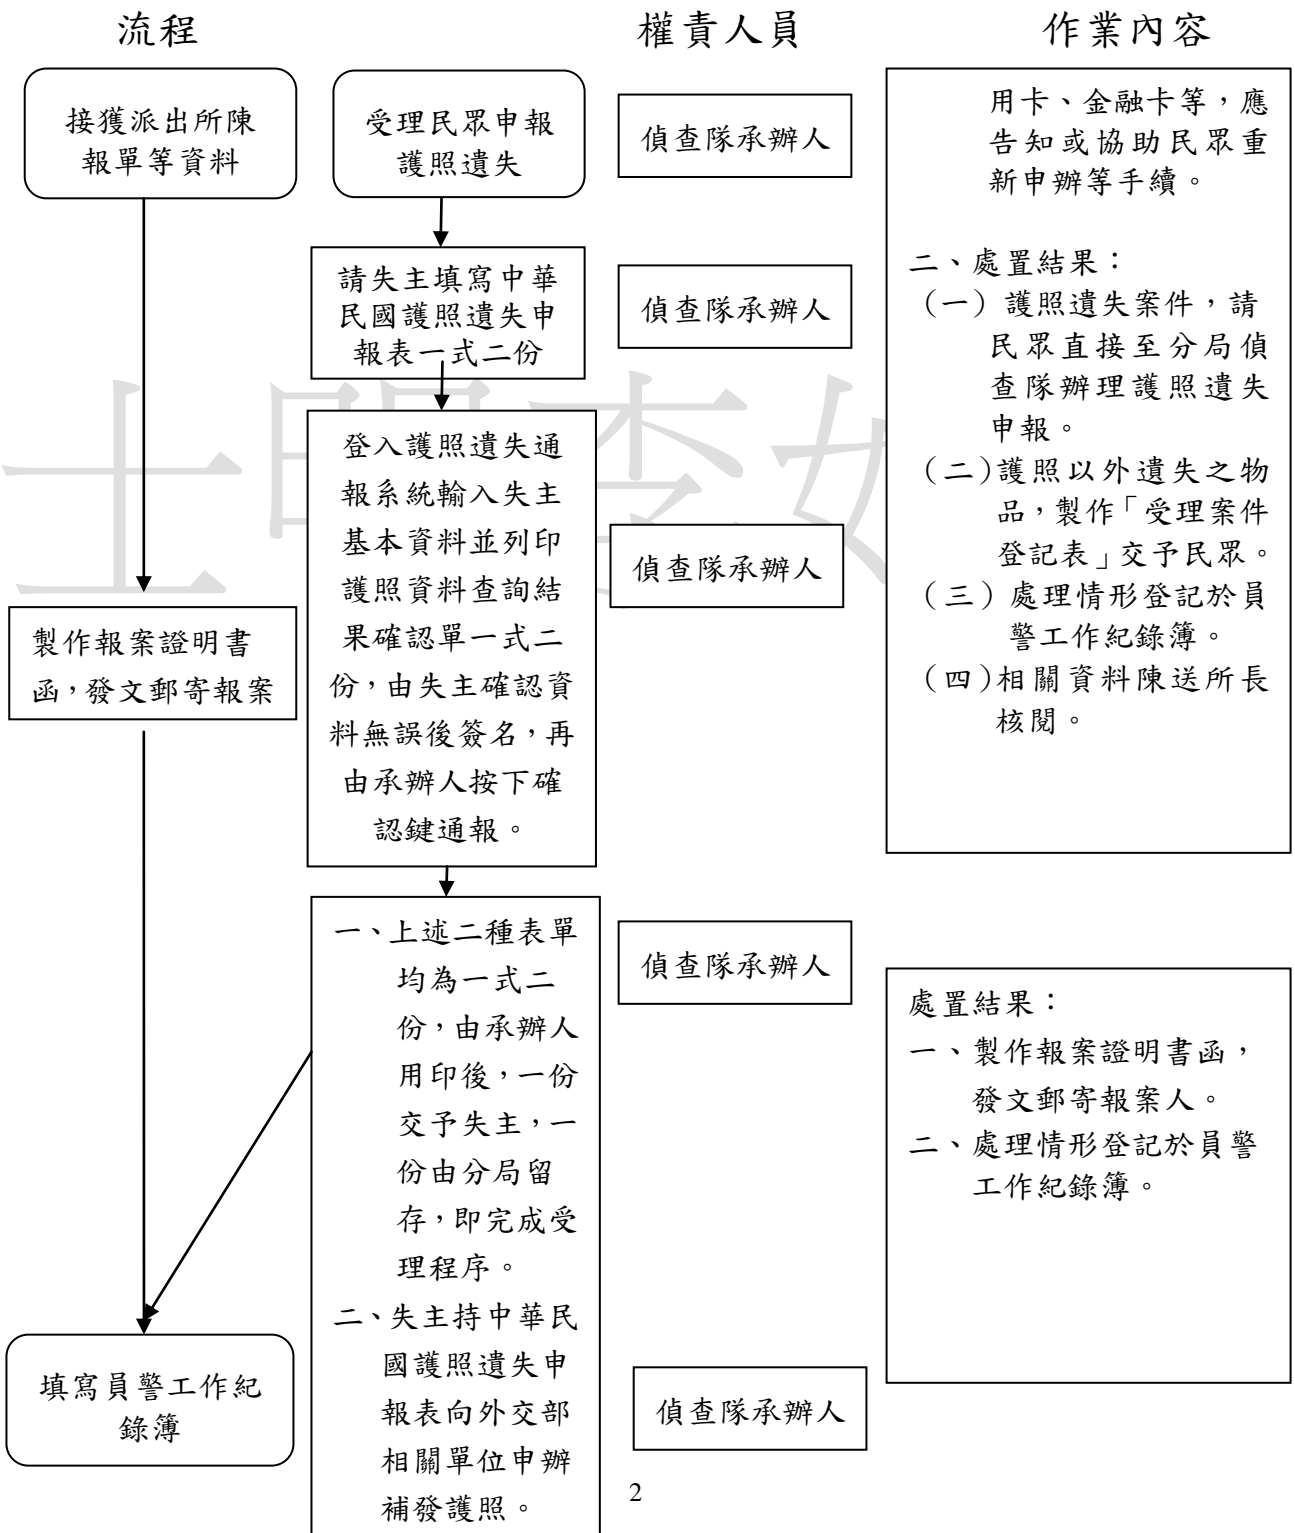 流程
權責人員
作業內容
接獲派出所陳
報單等資料
受理民眾申報
護照遺失
偵查隊承辦人
用卡、金融卡等，應
告知或協助民眾重
新申辦等手續。
請失主填寫中華
民國護照遺失申
報表一式二份
偵查隊承辦人
二、處置結果：
（一）護照遺失案件，請
民眾直接至分局偵
查隊辦理護照遺失
申報。
（二）護照以外遺失之物
品，製作「受理案件
登記表」交予民眾。
（三）處理情形登記於員
警工作紀錄簿。
（四）相關資料陳送所長
核閱。
登入護照遺失通
報系統輸入失主
基本資料並列印
護照資料查詢結
果確認單一式二
份，由失主確認資
料無誤後簽名，再
由承辦人按下確
認鍵通報。
偵查隊承辦人
製作報案證明書
函，發文郵寄報案
一、上述二種表單
均為一式二
份，由承辦人
用印後，一份
交予失主，一
份由分局留
存，即完成受
理程序。
二、失主持中華民
國護照遺失申
報表向外交部
相關單位申辦
補發護照。
偵查隊承辦人
處置結果：
一、製作報案證明書函，
發文郵寄報案人。
二、處理情形登記於員警
工作紀錄簿。
填寫員警工作紀
錄簿
偵查隊承辦人
2